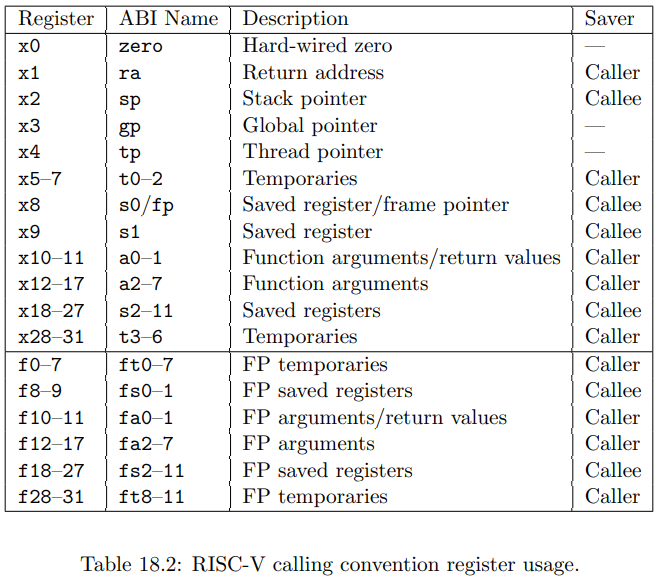 Register ABI Name Description Saver
x0 zero Hard-wired zero —
x1 ra Return address Caller
x2 sp Stack pointer Callee
x3 gp Global pointer —
x4 tp Thread pointer —
x5–7 t0–2 Temporaries Caller
x8 s0/fp Saved register/frame pointer Callee
x9 s1 Saved register Callee
x10–11 a0–1 Function arguments/return values Caller
x12–17 a2–7 Function arguments Caller
x18–27 s2–11 Saved registers Callee
x28–31 t3–6 Temporaries Caller
f0–7 ft0–7 FP temporaries Caller
f8–9 fs0–1 FP saved registers Callee
f10–11 fa0–1 FP arguments/return values Caller
f12–17 fa2–7 FP arguments Caller
f18–27 fs2–11 FP saved registers Callee
f28–31 ft8–11 FP temporaries Caller
Table 18.2: RISC-V calling convention register usage.